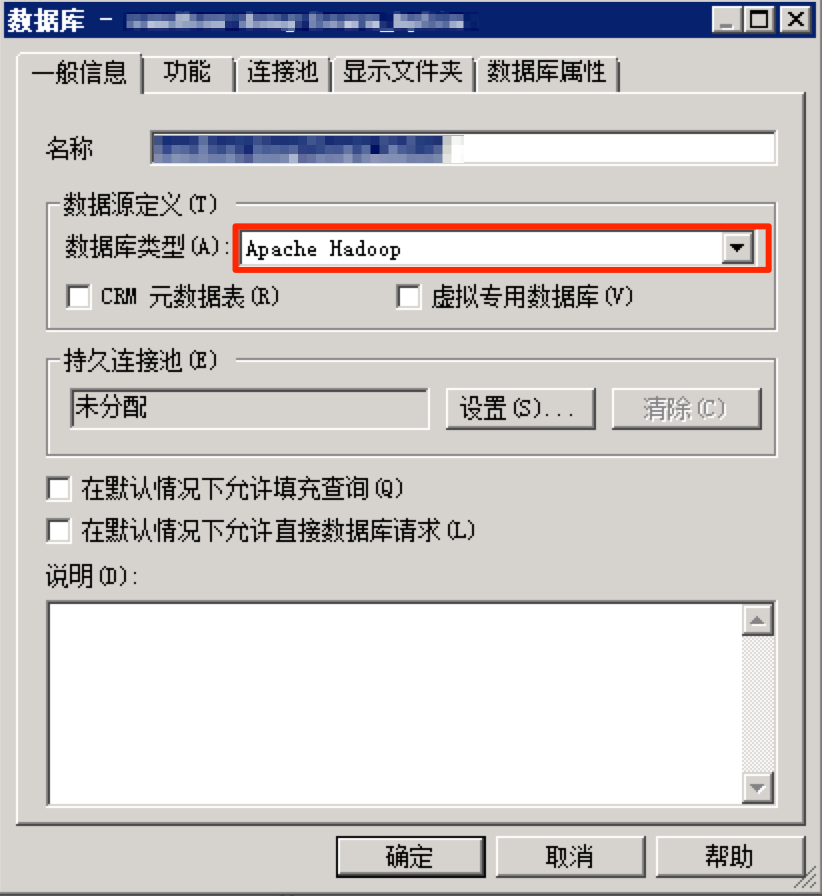 数据库 -
一般信息 功能 连接池 显示文件夹 数据库属性
名称
数据源定义(T)
数据库类型(A): Apache Hadoop
CRM 元数据表(R) 虚拟专用数据库(V)
持久连接池(E)
未分配 设置(S)... 清除(C)
在默认情况下允许填充查询(Q)
在默认情况下允许直接数据库请求(L)
说明(D):
确定 取消 帮助